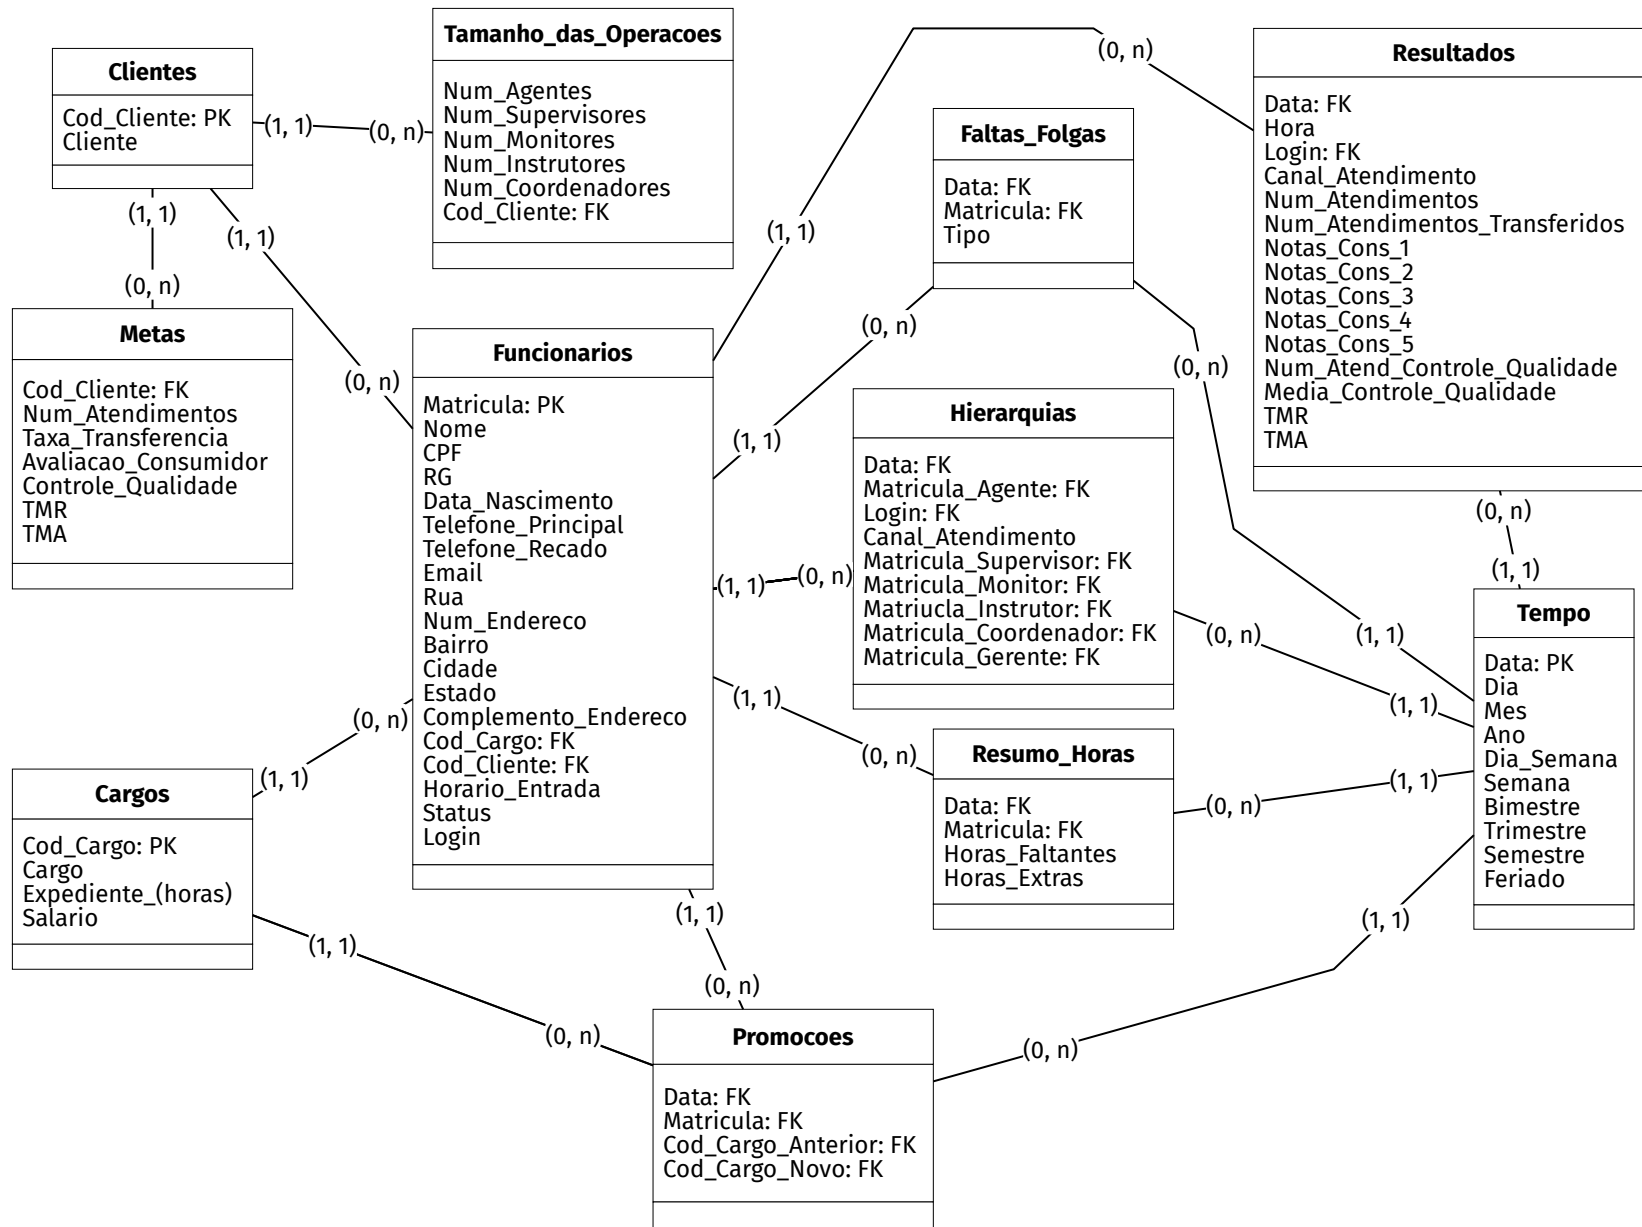 Clientes
Cod_Cliente: PK
Cliente
(1, 1)
(0, n)
Tamanho_das_Operacoes
Num_Agentes
Num_Supervisores
Num_Monitores
Num_Instrutores
Num_Coordenadores
Cod_Cliente: FK
(1, 1)
(0, n)
(1, 1)
(0, n)
Metas
Cod_Cliente: FK
Num_Atendimentos
Taxa_Transferencia
Avaliacao_Consumidor
Controle_Qualidade
TMR
TMA
Funcionarios
Matricula: PK
Nome
CPF
RG
Data_Nascimento
Telefone_Principal
Telefone_Recado
Email
Rua
Num_Endereco
Bairro
Cidade
Estado
Complemento_Endereco
Cod_Cargo: FK
Cod_Cliente: FK
Horario_Entrada
Status
Login
(1, 1)
(0, n)
Resultados
Data: FK
Hora
Login: FK
Canal_Atendimento
Num_Atendimentos
Num_Atendimentos_Transferidos
Notas_Cons_1
Notas_Cons_2
Notas_Cons_3
Notas_Cons_4
Notas_Cons_5
Num_Atend_Controle_Qualidade
Media_Controle_Qualidade
TMR
TMA
Faltas_Folgas
Data: FK
Matricula: FK
Tipo
(0, n)
(1, 1)
(0, n)
(1, 1)
Hierarquias
Data: FK
Matricula_Agente: FK
Login: FK
Canal_Atendimento
Matricula_Supervisor: FK
Matricula_Monitor: FK
Matriucla_Instrutor: FK
Matricula_Coordenador: FK
Matricula_Gerente: FK
(1, 1)
(0, n)
(0, n)
(1, 1)
(0, n)
(1, 1)
Tempo
Data: PK
Dia
Mes
Ano
Dia_Semana
Semana
Bimestre
Trimestre
Semestre
Feriado
(1, 1)
(0, n)
Resumo_Horas
Data: FK
Matricula: FK
Horas_Faltantes
Horas_Extras
(0, n)
(1, 1)
(0, n)
(1, 1)
Cargos
Cod_Cargo: PK
Cargo
Expediente_(horas)
Salario
(1, 1)
(0, n)
(1, 1)
(0, n)
(1, 1)
(0, n)
Promocoes
Data: FK
Matricula: FK
Cod_Cargo_Anterior: FK
Cod_Cargo_Novo: FK